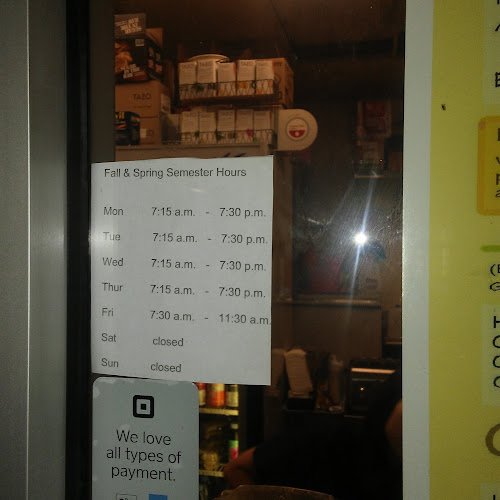 TAZO
Fall & Spring Semester Hours
Mon 7:15 a.m. - 7:30 p.m.
Tue 7:15 a.m. - 7:30 p.m.
Wed 7:15 a.m. - 7:30 p.m.
Thur 7:15 a.m. - 7:30 p.m.
Fri 7:30 a.m. - 11:30 a.m.
Sat closed
Sun closed
We love
all types of
payment.